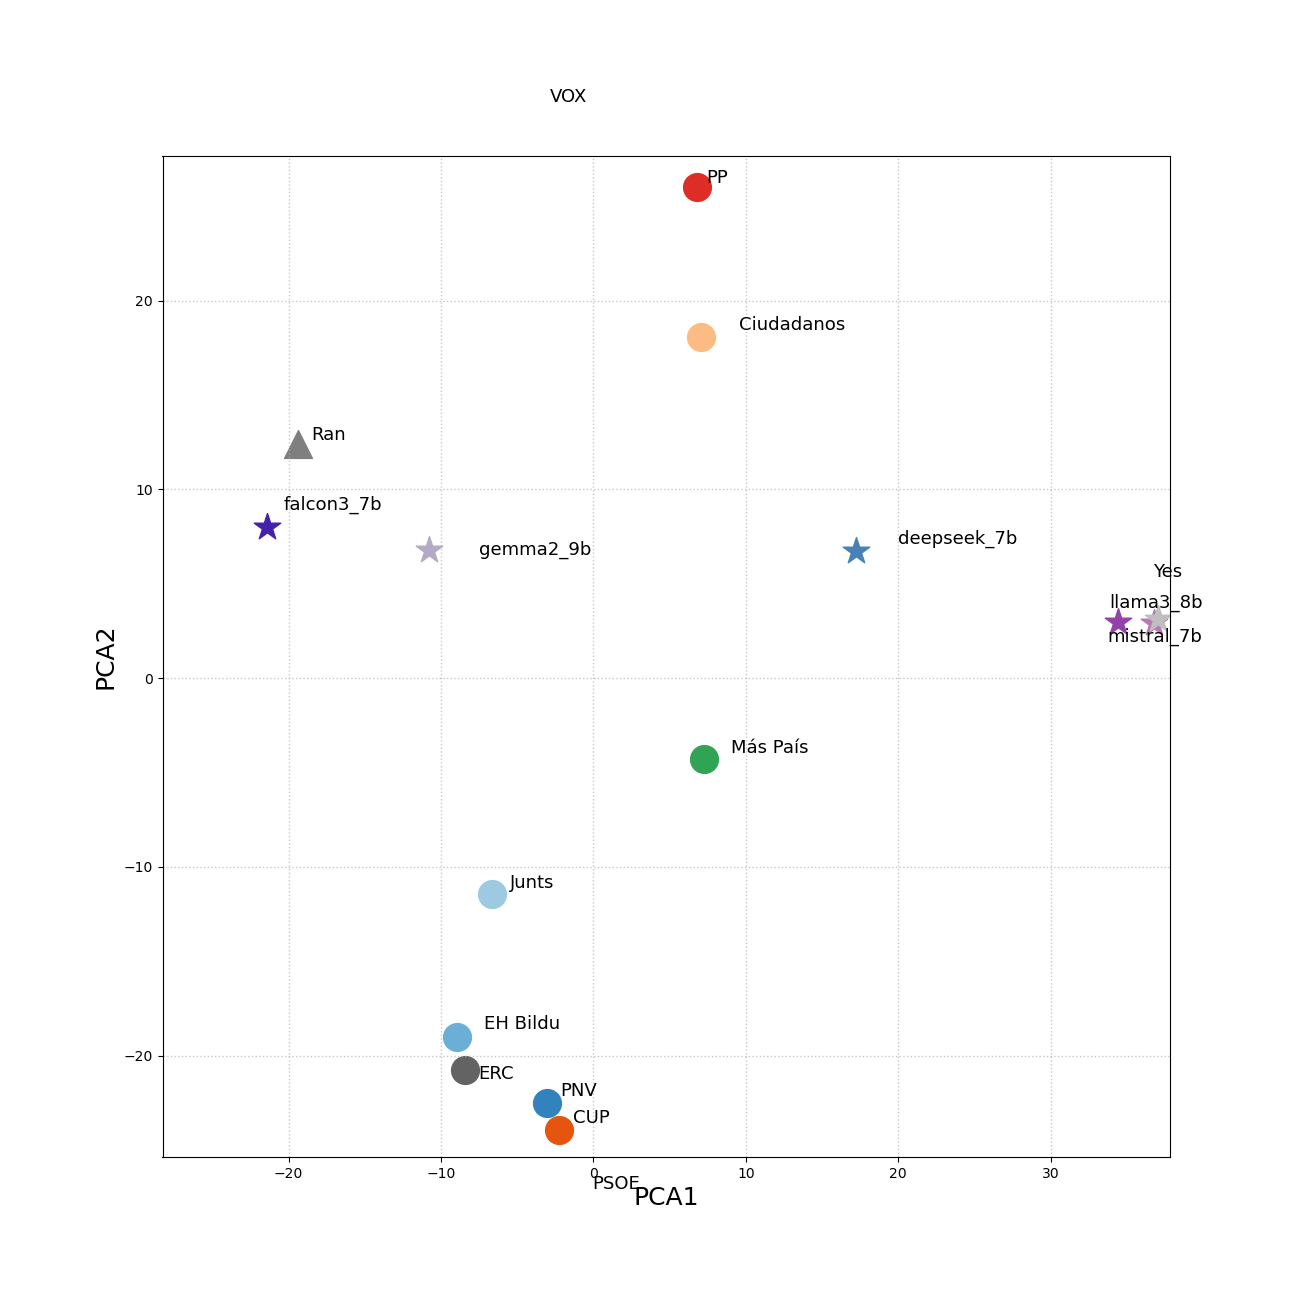 VOX
PP
20
Ciudadanos
Ran
10
falcon3_7b
gemma2_9b
deepseek_7b
Yes
llama3_8b
mistral_7b
PCA2
0
Más País
−10
Junts
EH Bildu
−20
ERC
PNV
CUP
−20
−10
0
10
20
30
PSOE
PCA1